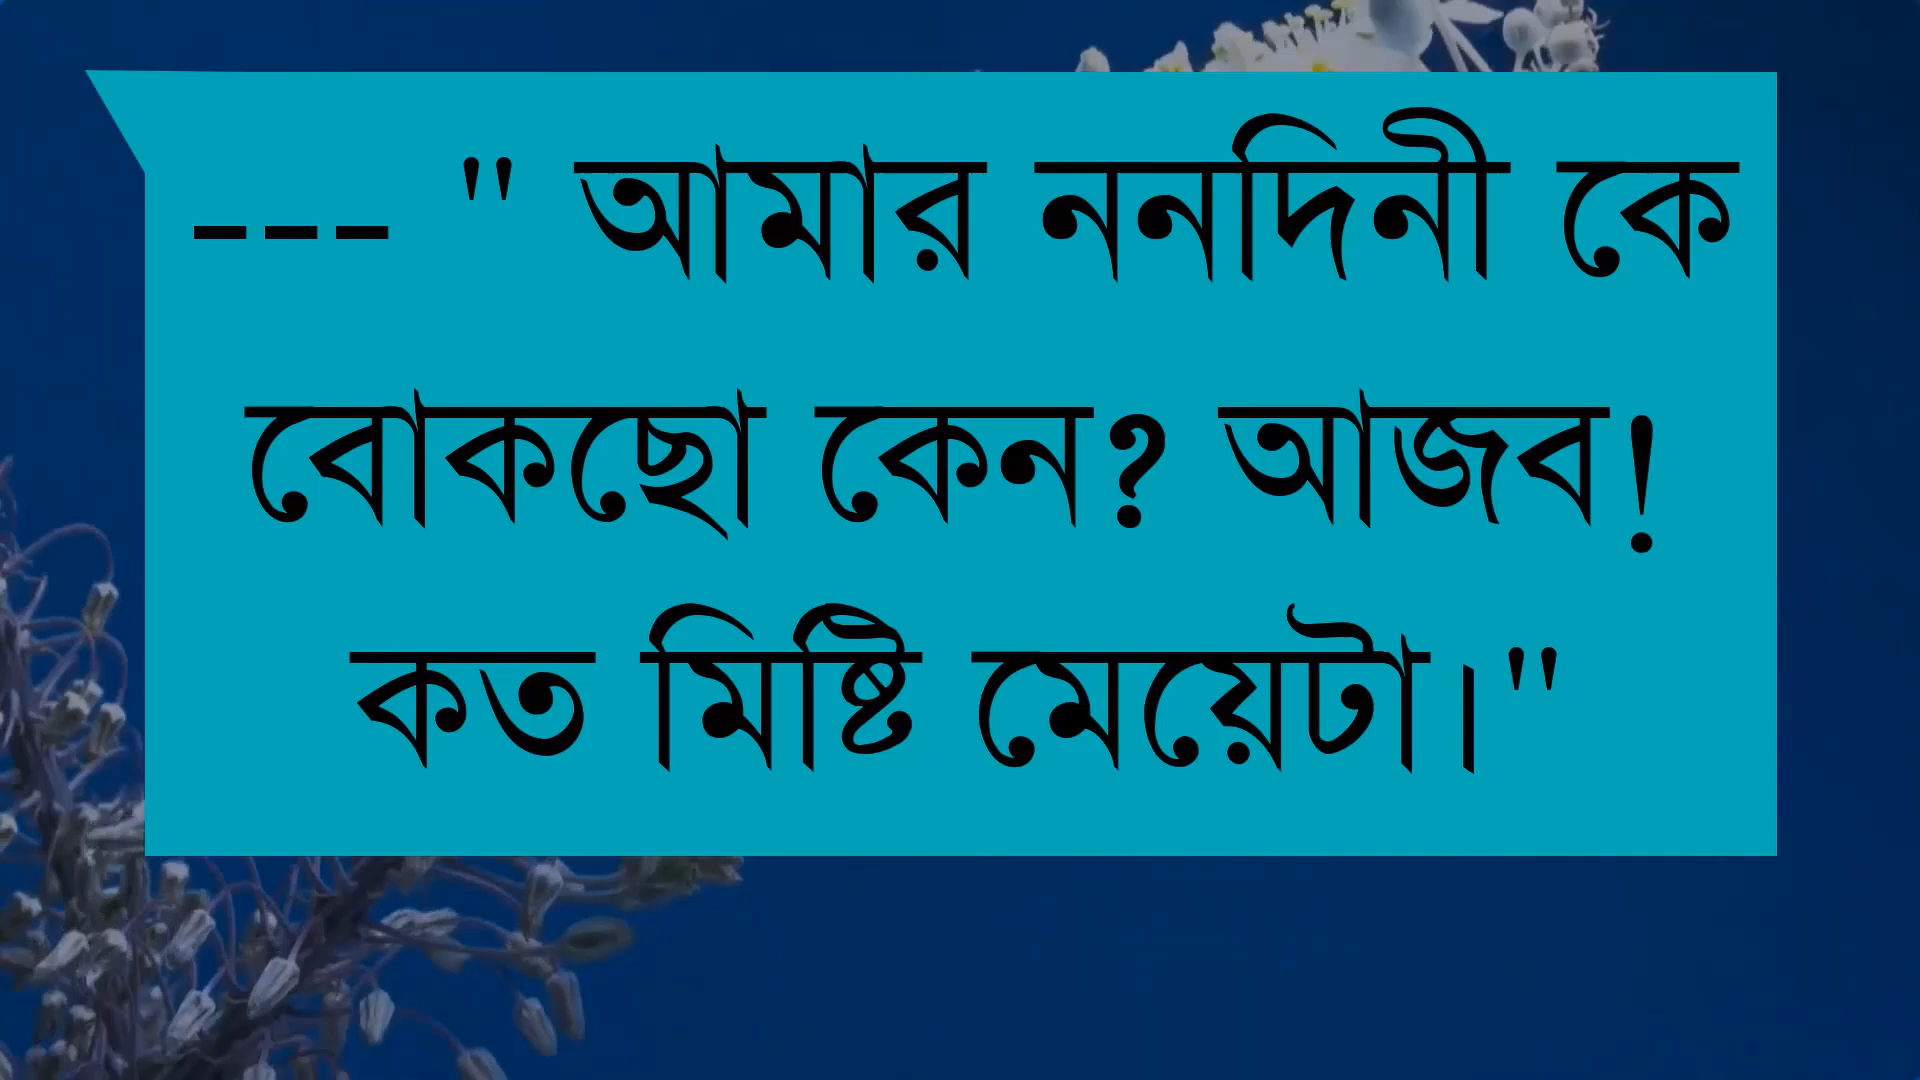 --- " আমার ননদিনী কে
বোকছো কেন? আজব!
কত মিষ্টি মেয়েটা।"